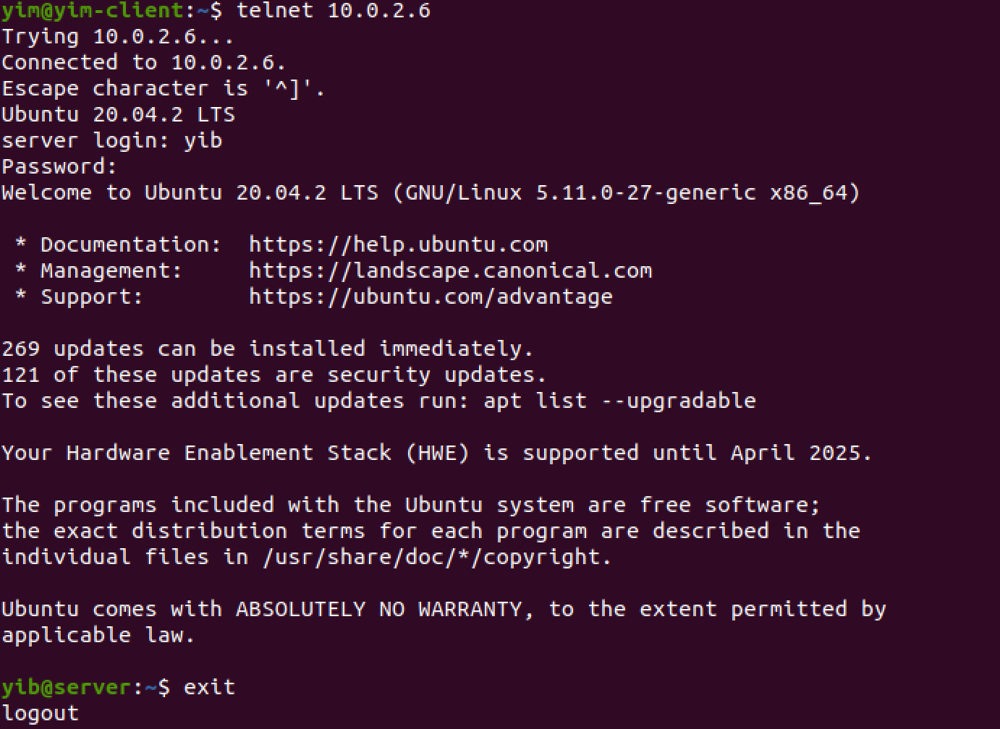 yim@yim-client:~$ telnet 10.0.2.6
Trying 10.0.2.6...
Connected to 10.0.2.6.
Escape character is '^]'.
Ubuntu 20.04.2 LTS
server login: yib
Password:
Welcome to Ubuntu 20.04.2 LTS (GNU/Linux 5.11.0-27-generic x86_64)

 * Documentation:  https://help.ubuntu.com
 * Management:     https://landscape.canonical.com
 * Support:        https://ubuntu.com/advantage

269 updates can be installed immediately.
121 of these updates are security updates.
To see these additional updates run: apt list --upgradable

Your Hardware Enablement Stack (HWE) is supported until April 2025.

The programs included with the Ubuntu system are free software;
the exact distribution terms for each program are described in the
individual files in /usr/share/doc/*/copyright.

Ubuntu comes with ABSOLUTELY NO WARRANTY, to the extent permitted by
applicable law.

yib@server:~$ exit
logout